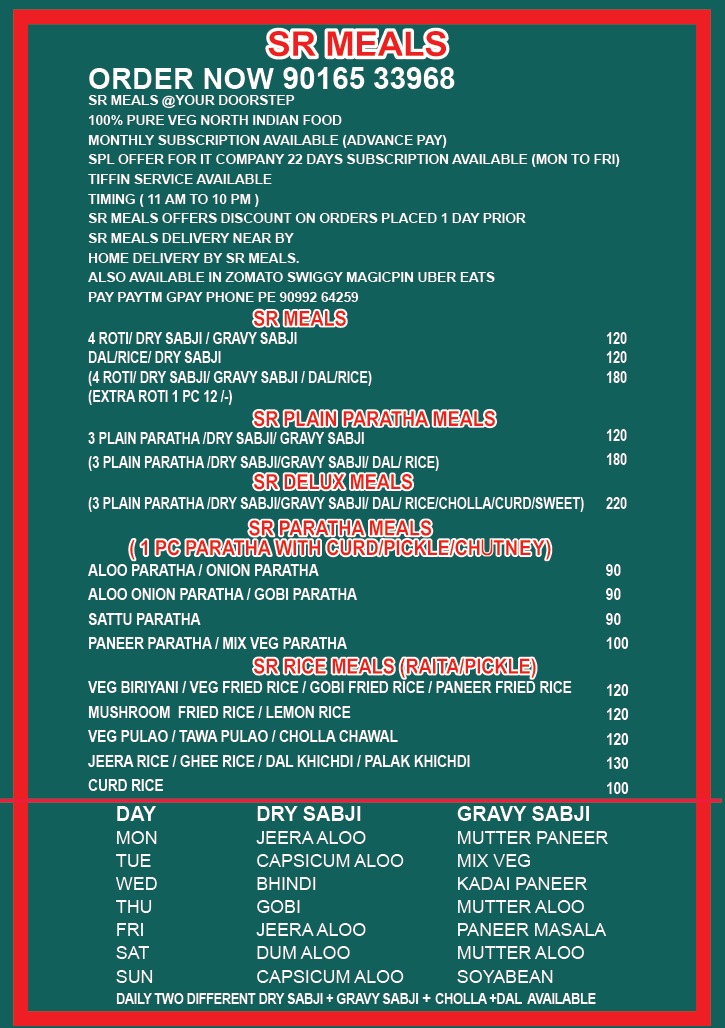 SR MEALS
ORDER NOW 90165 33968
SR MEALS @YOUR DOORSTEP
100% PURE VEG NORTH INDIAN FOOD
MONTHLY SUBSCRIPTION AVAILABLE (ADVANCE PAY)
SPL OFFER FOR IT COMPANY 22 DAYS SUBSCRIPTION AVAILABLE (MON TO FRI)
TIFFIN SERVICE AVAILABLE
TIMING ( 11 AM TO 10 PM )
SR MEALS OFFERS DISCOUNT ON ORDERS PLACED 1 DAY PRIOR
SR MEALS DELIVERY NEAR BY
HOME DELIVERY BY SR MEALS.
ALSO AVAILABLE IN ZOMATO SWIGGY MAGICPIN UBER EATS
PAY PAYTM GPAY PHONE PE 90992 64259
SR MEALS
4 ROTI/ DRY SABJI / GRAVY SABJI 120
DAL/RICE/ DRY SABJI 120
(4 ROTI/ DRY SABJI/ GRAVY SABJI / DAL/RICE) 180
(EXTRA ROTI 1 PC 12 /-)
SR PLAIN PARATHA MEALS
3 PLAIN PARATHA /DRY SABJI/ GRAVY SABJI 120
(3 PLAIN PARATHA /DRY SABJI/GRAVY SABJI/ DAL/ RICE) 180
SR DELUX MEALS
(3 PLAIN PARATHA /DRY SABJI/GRAVY SABJI/ DAL/ RICE/CHOLLA/CURD/SWEET) 220
SR PARATHA MEALS
( 1 PC PARATHA WITH CURD/PICKLE/CHUTNEY)
ALOO PARATHA / ONION PARATHA 90
ALOO ONION PARATHA / GOBI PARATHA 90
SATTU PARATHA 90
PANEER PARATHA / MIX VEG PARATHA 100
SR RICE MEALS (RAITA/PICKLE)
VEG BIRIYANI / VEG FRIED RICE / GOBI FRIED RICE / PANEER FRIED RICE 120
MUSHROOM FRIED RICE / LEMON RICE 120
VEG PULAO / TAWA PULAO / CHOLLA CHAWAL 120
JEERA RICE / GHEE RICE / DAL KHICHDI / PALAK KHICHDI 130
CURD RICE 100
DAY DRY SABJI GRAVY SABJI
MON JEERA ALOO MUTTER PANEER
TUE CAPSICUM ALOO MIX VEG
WED BHINDI KADAI PANEER
THU GOBI MUTTER ALOO
FRI JEERA ALOO PANEER MASALA
SAT DUM ALOO MUTTER ALOO
SUN CAPSICUM ALOO SOYABEAN
DAILY TWO DIFFERENT DRY SABJI + GRAVY SABJI + CHOLLA +DAL AVAILABLE